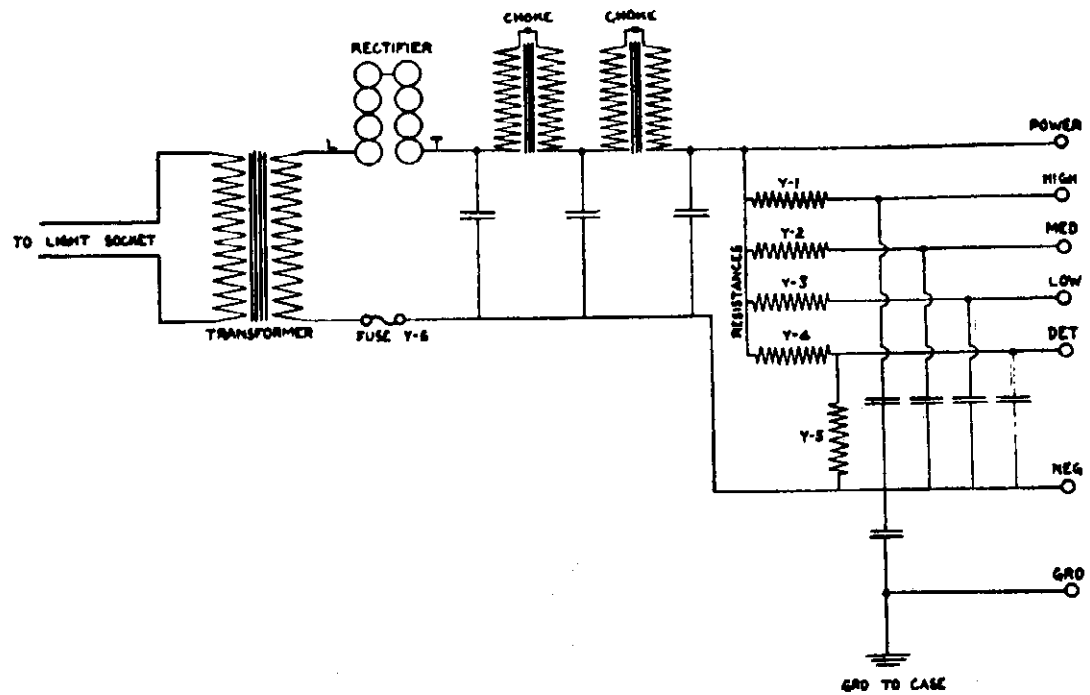 CHOKE
CHOKE
RECTIFIER
POWER
Y-1
HIGH
Y-2
MED
TO LIGHT SOCKET
RESISTANCES
Y-3
LOW
TRANSFORMER
FUSE Y-6
Y-4
DET
Y-5
NEG
GRD
GRD TO CASE